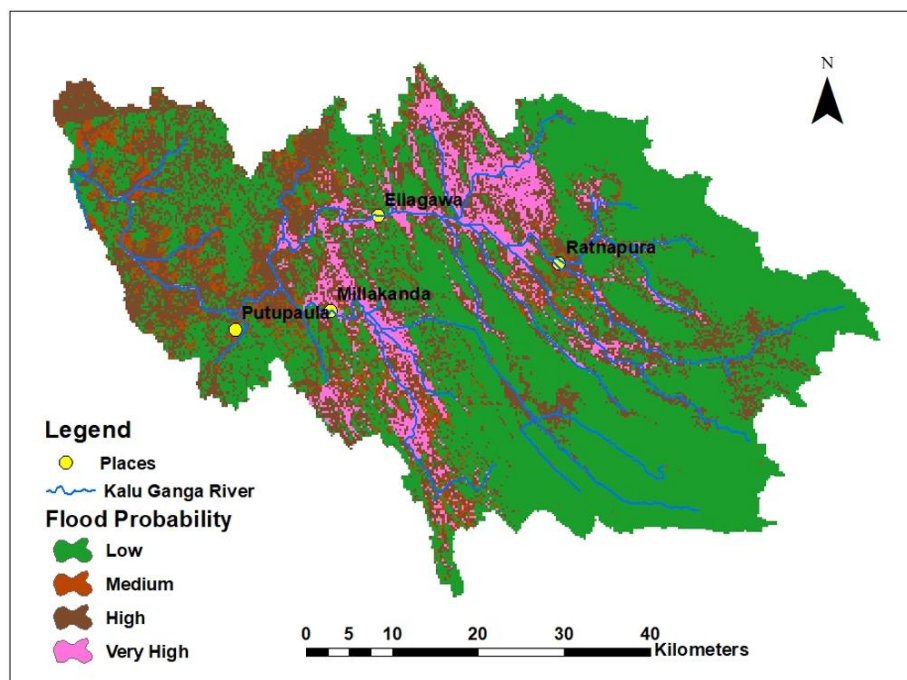 N
Ellagawa
Ratnapura
Millakanda
Putupaula
Legend
Places
Kalu Ganga River
Flood Probability
Low
Medium
High
Very High
0 5 10 20 30 40
Kilometers